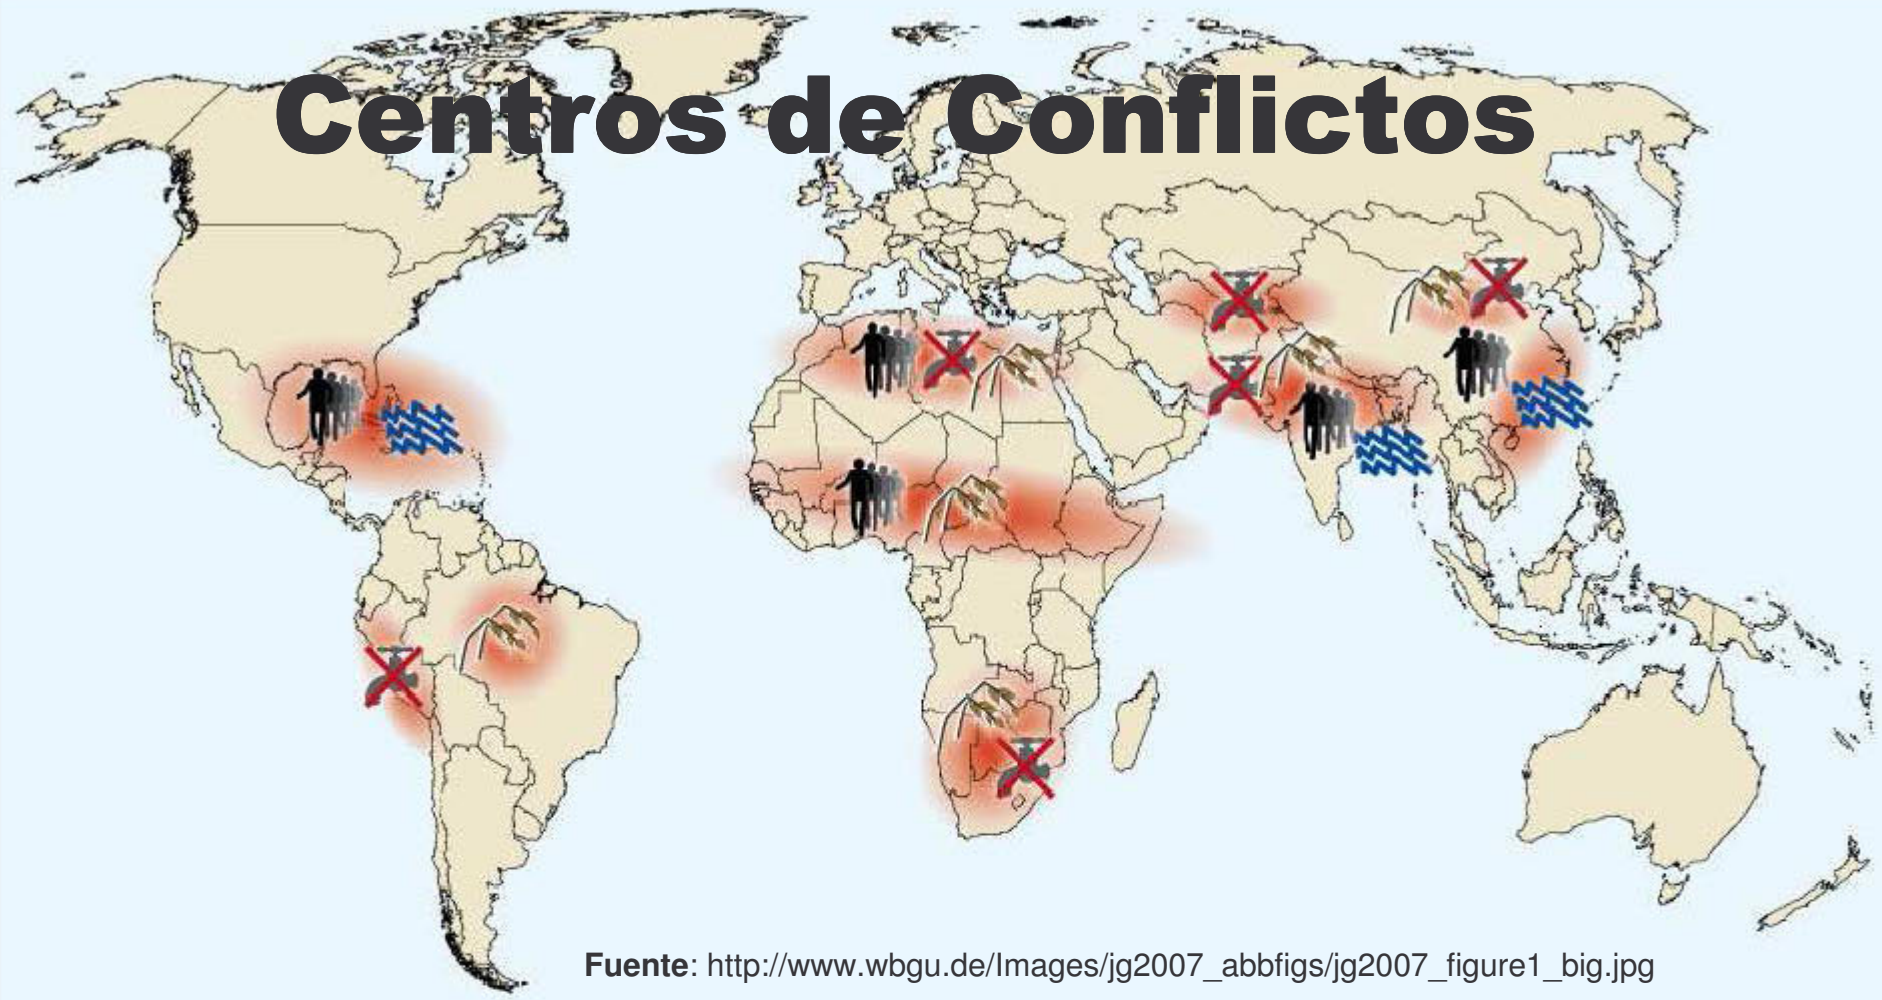 Centros de Conflictos
Fuente: http://www.wbgu.de/Images/jg2007_abbfigs/jg2007_figure1_big.jpg